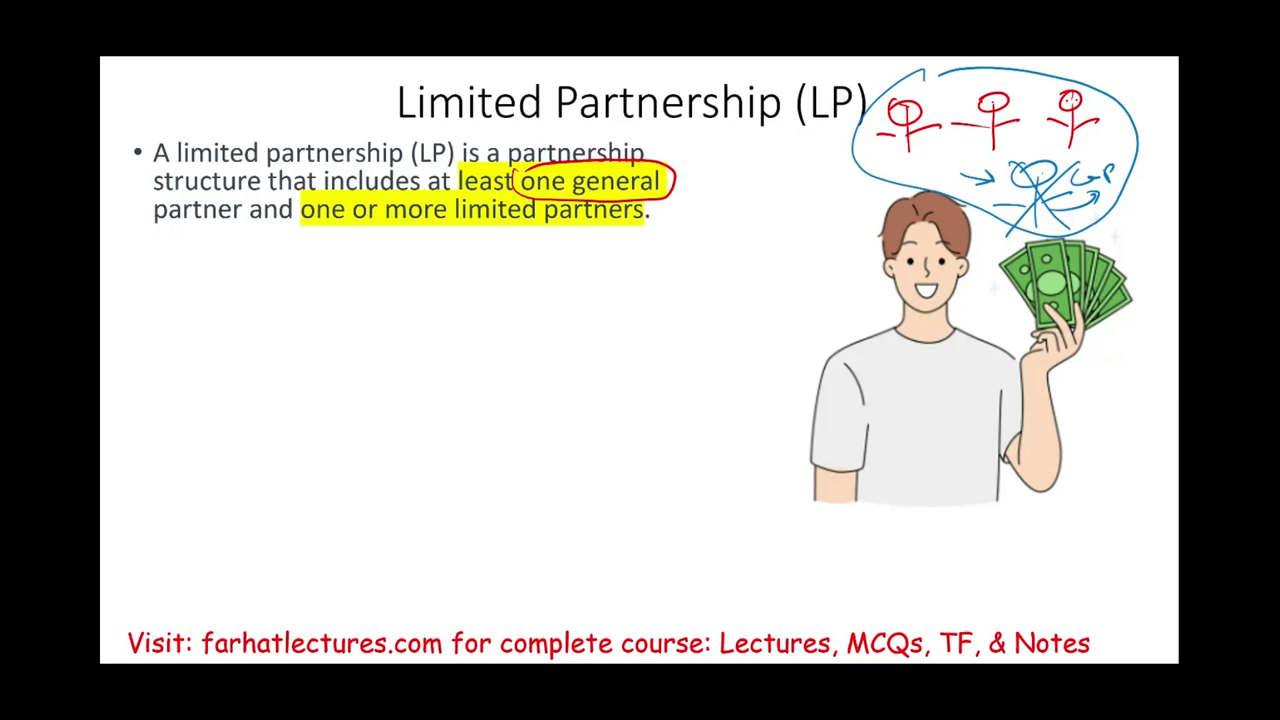 Limited Partnership (LP)
• A limited partnership (LP) is a partnership
structure that includes at least one general
partner and one or more limited partners.
GP
Visit: farhatlectures.com for complete course: Lectures, MCQs, TF, & Notes